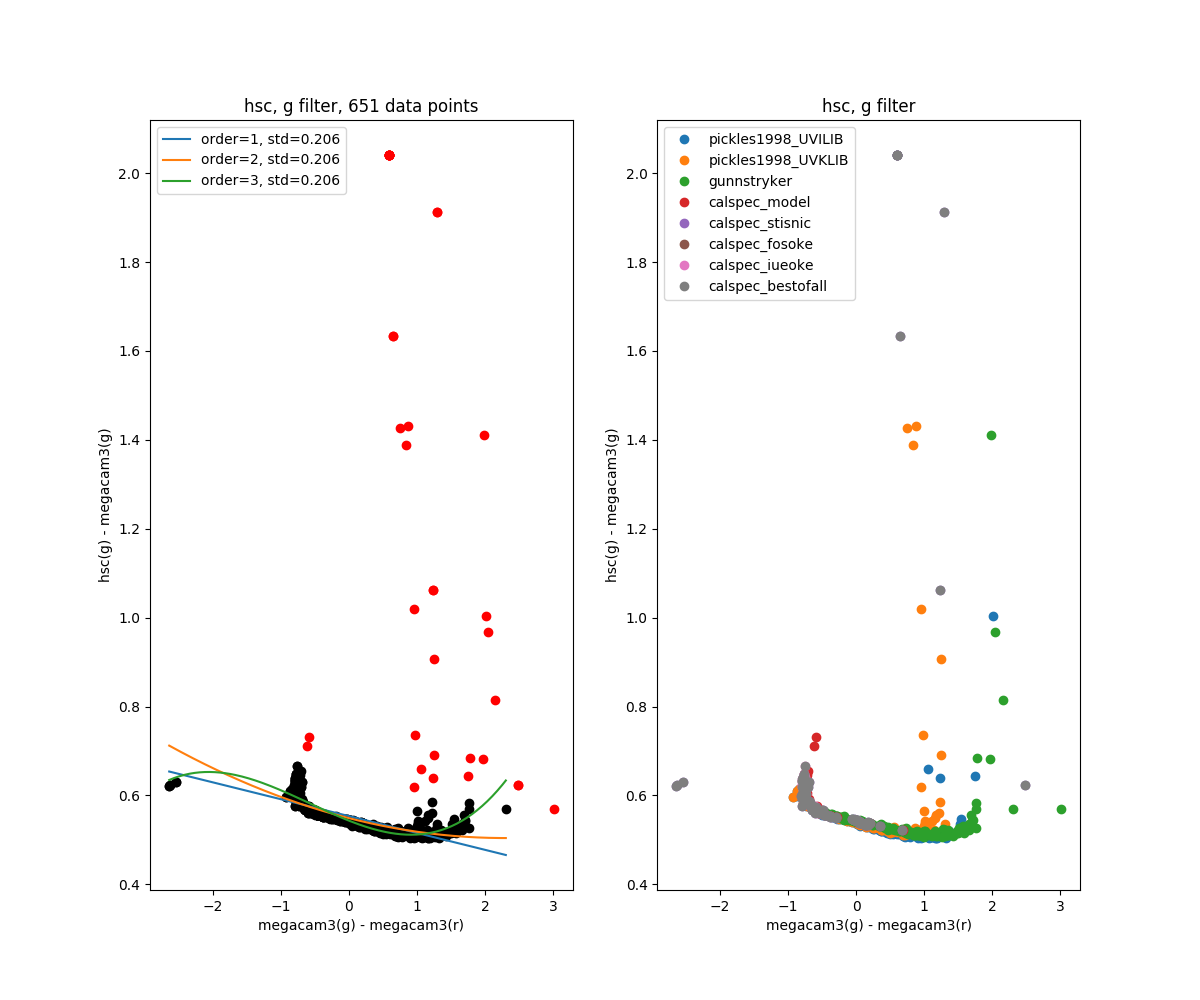 hsc, g filter, 651 data points
order=1, std=0.206
order=2, std=0.206
order=3, std=0.206
2.0
1.8
1.6
1.4
1.2
1.0
0.8
0.6
0.4
hsc(g) - megacam3(g)
−2
−1
0
1
2
3
megacam3(g) - megacam3(r)
hsc, g filter
pickles1998_UVILIB
pickles1998_UVKLIB
gunnstryker
calspec_model
calspec_stisnic
calspec_fosoke
calspec_iueoke
calspec_bestofall
2.0
1.8
1.6
1.4
1.2
1.0
0.8
0.6
0.4
hsc(g) - megacam3(g)
−2
−1
0
1
2
3
megacam3(g) - megacam3(r)